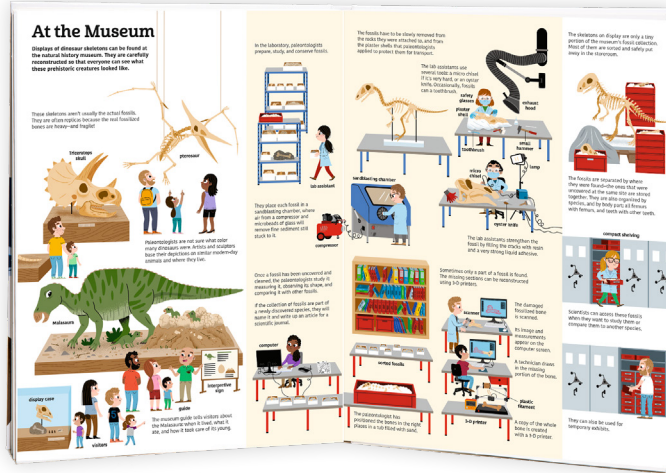 At the Museum
Displays of dinosaur skeletons can be found at
the natural history museum. They are carefully
reconstructed so that everyone can see what
these prehistoric creatures looked like.
These skeletons aren't usually the actual fossils.
They are often replicas because the real fossilized
bones are heavy—and fragile!
triceratops
skull
pterosaur
Paleontologists are not sure what color
many dinosaurs were. Artists and sculptors
base their depictions on similar modern-day
animals and where they live.
Maiasaura
display case
visitors
guide
interpretive
sign
The museum guide tells visitors about
the Maiasaura: when it lived, what it
ate, and how it took care of its young.
In the laboratory, paleontologists
prepare, study, and conserve fossils.
lab assistant
They place each fossil in a
sandblasting chamber, where
air from a compressor and
microbeads of glass will
remove fine sediment still
stuck to it.
sandblasting chamber
compressor
Once a fossil has been uncovered and
cleaned, the paleontologists study it:
measuring it, observing its shape, and
comparing it with other fossils.
If the collection of fossils are part of
a newly discovered species, they will
name it and write up an article for a
scientific journal.
computer
sorted fossils
The paleontologist has
positioned the bones in the right
places in a tub filled with sand.
The fossils have to be slowly removed from
the rocks they were attached to, and from
the plaster shells that paleontologists
applied to protect them for transport.
The lab assistants use
several tools: a micro chisel
if it's very hard, or an oyster
knife. Occasionally, fossils
can a toothbrush.
safety
glasses
plaster
shell
exhaust
hood
toothbrush
small
hammer
micro
chisel
lamp
oyster knife
The lab assistants strengthen the
fossil by filling the cracks with resin
and a very strong liquid adhesive.
Sometimes only a part of a fossil is found.
The missing sections can be reconstructed
using 3-D printers.
scanner
The damaged
fossilized bone
is scanned.
Its image and
measurements
appear on the
computer screen.
A technician draws
in the missing
portion of the bone.
plastic
filament
3-D printer
A copy of the whole
bone is created
with a 3-D printer.
The skeletons on display are only a tiny
portion of the museum's fossil collection.
Most of them are sorted and safely put
away in the storeroom.
The fossils are separated by where
they were found—the ones that were
uncovered at the same site are stored
together. They are also organized by
species, and by body part: all femurs
with femurs, and teeth with other teeth.
compact shelving
Scientists can access these fossils
when they want to study them or
compare them to another species.
They can also be used for
temporary exhibits.